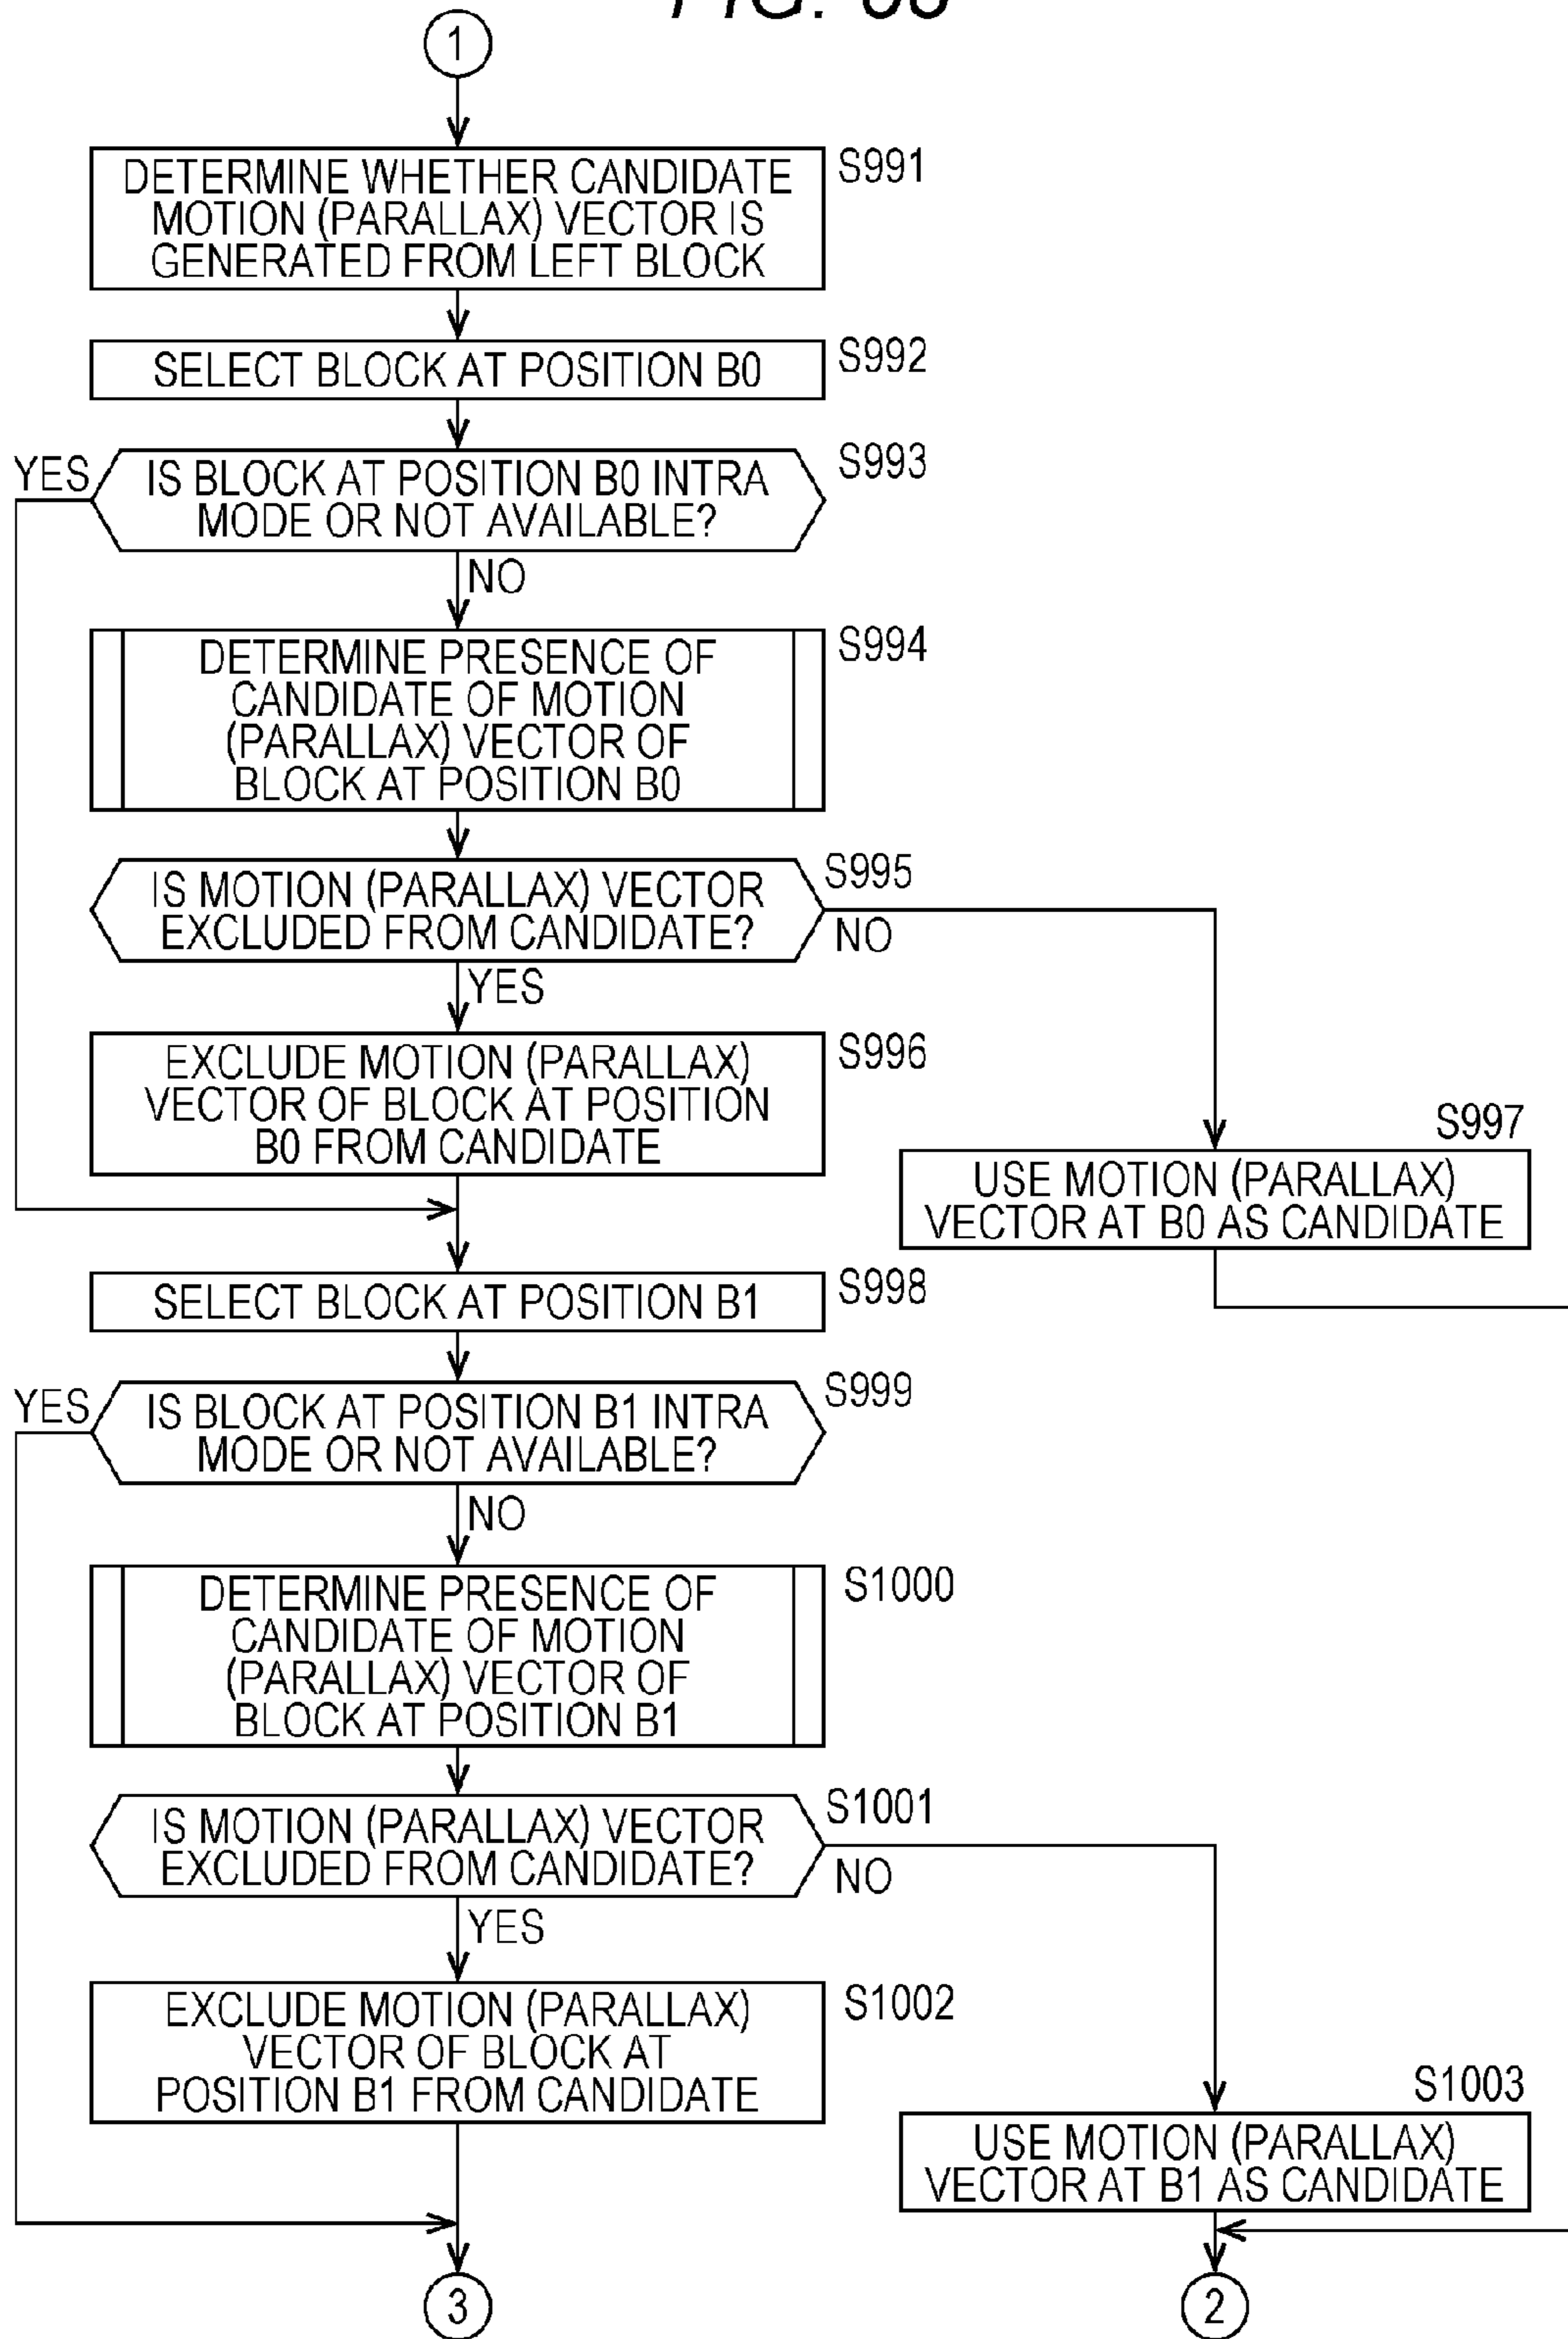 FIG.
1
DETERMINE WHETHER CANDIDATE
MOTION (PARALLAX) VECTOR IS
GENERATED FROM LEFT BLOCK
S991
SELECT BLOCK AT POSITION B0
S992
YES
IS BLOCK AT POSITION B0 INTRA
MODE OR NOT AVAILABLE?
S993
NO
DETERMINE PRESENCE OF
CANDIDATE OF MOTION
(PARALLAX) VECTOR OF
BLOCK AT POSITION B0
S994
IS MOTION (PARALLAX) VECTOR
EXCLUDED FROM CANDIDATE?
S995
NO
YES
EXCLUDE MOTION (PARALLAX)
VECTOR OF BLOCK AT POSITION
B0 FROM CANDIDATE
S996
S997
USE MOTION (PARALLAX)
VECTOR AT B0 AS CANDIDATE
SELECT BLOCK AT POSITION B1
S998
YES
IS BLOCK AT POSITION B1 INTRA
MODE OR NOT AVAILABLE?
S999
NO
DETERMINE PRESENCE OF
CANDIDATE OF MOTION
(PARALLAX) VECTOR OF
BLOCK AT POSITION B1
S1000
IS MOTION (PARALLAX) VECTOR
EXCLUDED FROM CANDIDATE?
S1001
NO
YES
EXCLUDE MOTION (PARALLAX)
VECTOR OF BLOCK AT
POSITION B1 FROM CANDIDATE
S1002
S1003
USE MOTION (PARALLAX)
VECTOR AT B1 AS CANDIDATE
3
2